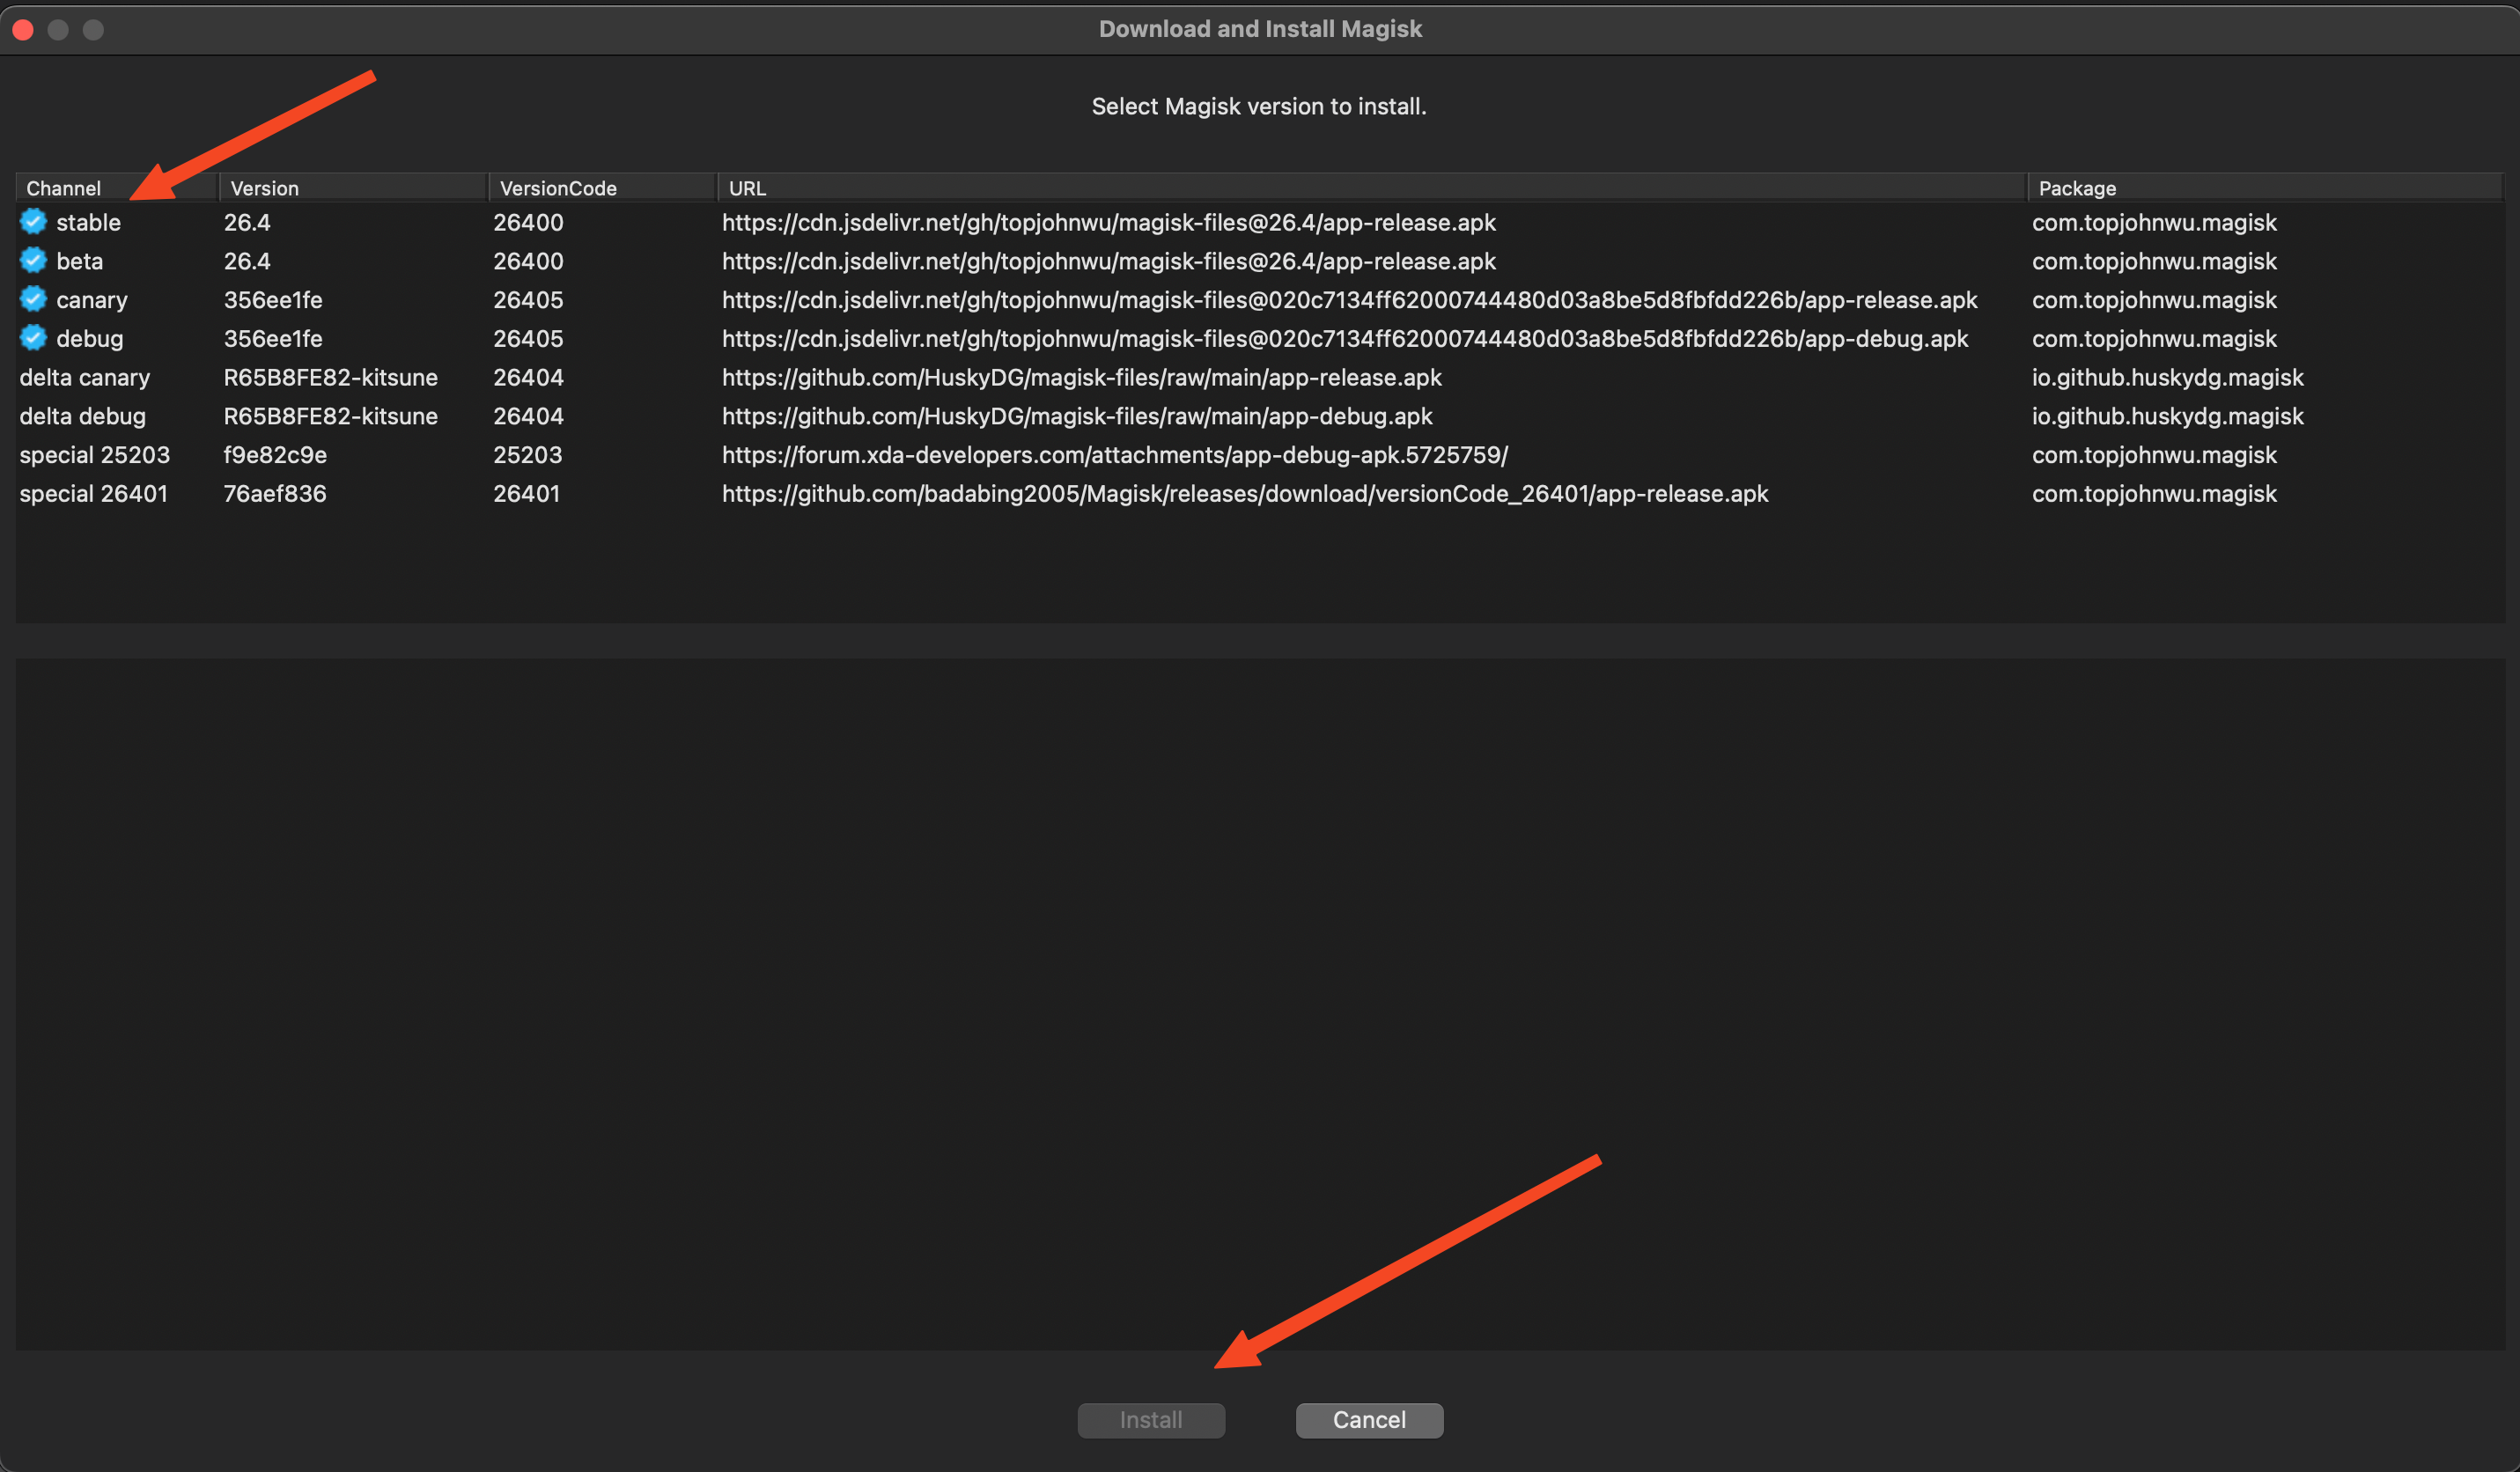 Download and Install Magisk
Select Magisk version to install.
Channel Version VersionCode URL Package
stable 26.4 26400 https://cdn.jsdelivr.net/gh/topjohnwu/magisk-files@26.4/app-release.apk com.topjohnwu.magisk
beta 26.4 26400 https://cdn.jsdelivr.net/gh/topjohnwu/magisk-files@26.4/app-release.apk com.topjohnwu.magisk
canary 356ee1fe 26405 https://cdn.jsdelivr.net/gh/topjohnwu/magisk-files@020c7134ff62000744480d03a8be5d8fbfdd226b/app-release.apk com.topjohnwu.magisk
debug 356ee1fe 26405 https://cdn.jsdelivr.net/gh/topjohnwu/magisk-files@020c7134ff62000744480d03a8be5d8fbfdd226b/app-debug.apk com.topjohnwu.magisk
delta canary R65B8FE82-kitsune 26404 https://github.com/HuskyDG/magisk-files/raw/main/app-release.apk io.github.huskydg.magisk
delta debug R65B8FE82-kitsune 26404 https://github.com/HuskyDG/magisk-files/raw/main/app-debug.apk io.github.huskydg.magisk
special 25203 f9e82c9e 25203 https://forum.xda-developers.com/attachments/app-debug-apk.5725759/ com.topjohnwu.magisk
special 26401 76aef836 26401 https://github.com/badabing2005/Magisk/releases/download/versionCode_26401/app-release.apk com.topjohnwu.magisk
Install Cancel